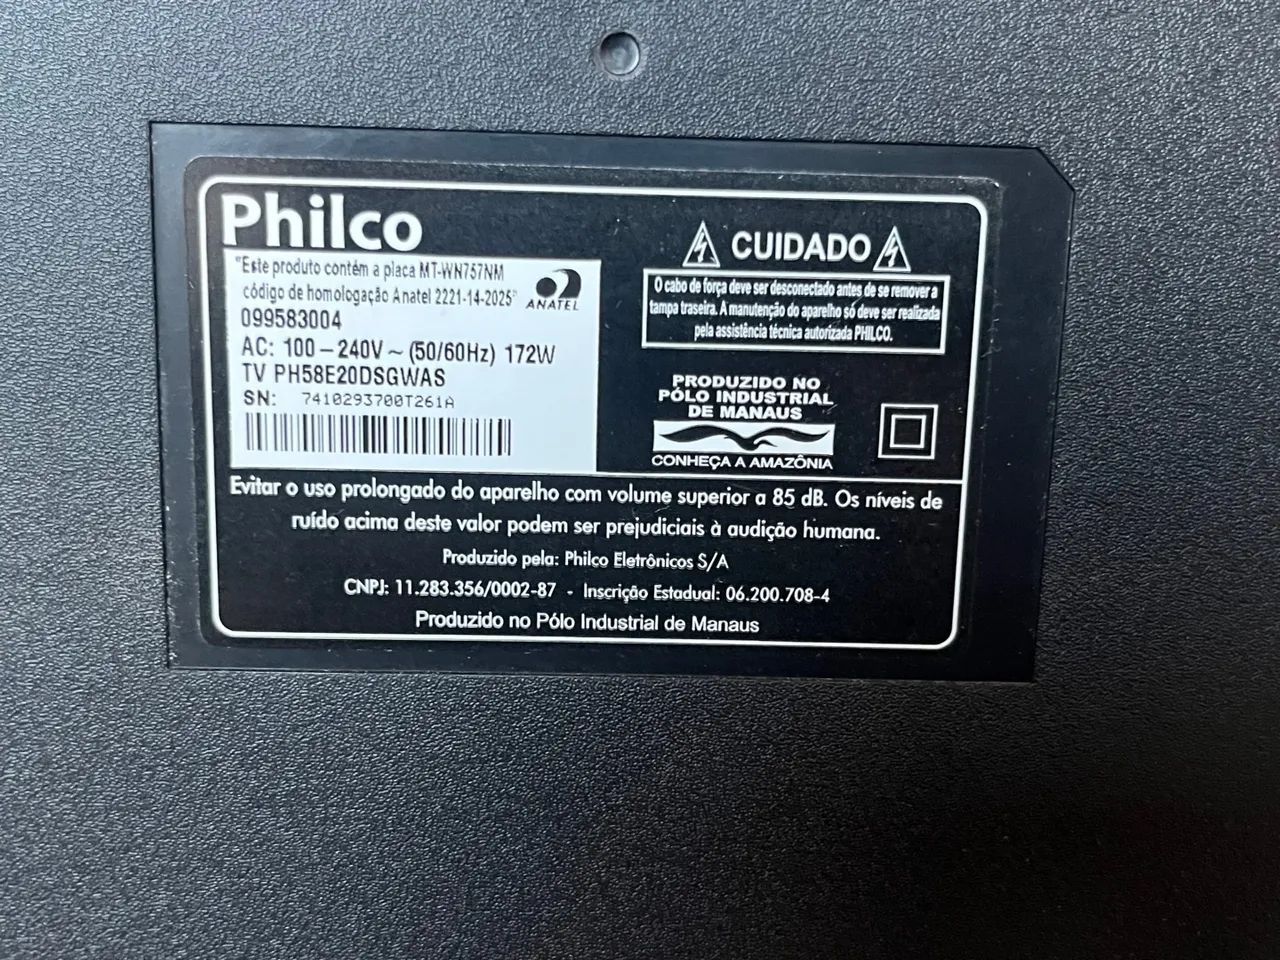 Philco
"Este produto contém a placa MT-WN757NM
código de homologação Anatel 2221-14-2025"
ANATEL
099583004
AC: 100-240V ~ (50/60Hz) 172W
TV PH58E20DSGWAS
SN: 7410293700T261A
CUIDADO
O cabo de força deve ser desconectado antes de se remover a
tampa traseira. A manutenção do aparelho só deve ser realizada
pela assistência técnica autorizada PHILCO.
PRODUZIDO NO
PÓLO INDUSTRIAL
DE MANAUS
CONHEÇA A AMAZÔNIA
Evitar o uso prolongado do aparelho com volume superior a 85 dB. Os níveis de
ruído acima deste valor podem ser prejudiciais à audição humana.
Produzido pela: Philco Eletrônicos S/A
CNPJ: 11.283.356/0002-87 - Inscrição Estadual: 06.200.708-4
Produzido no Pólo Industrial de Manaus